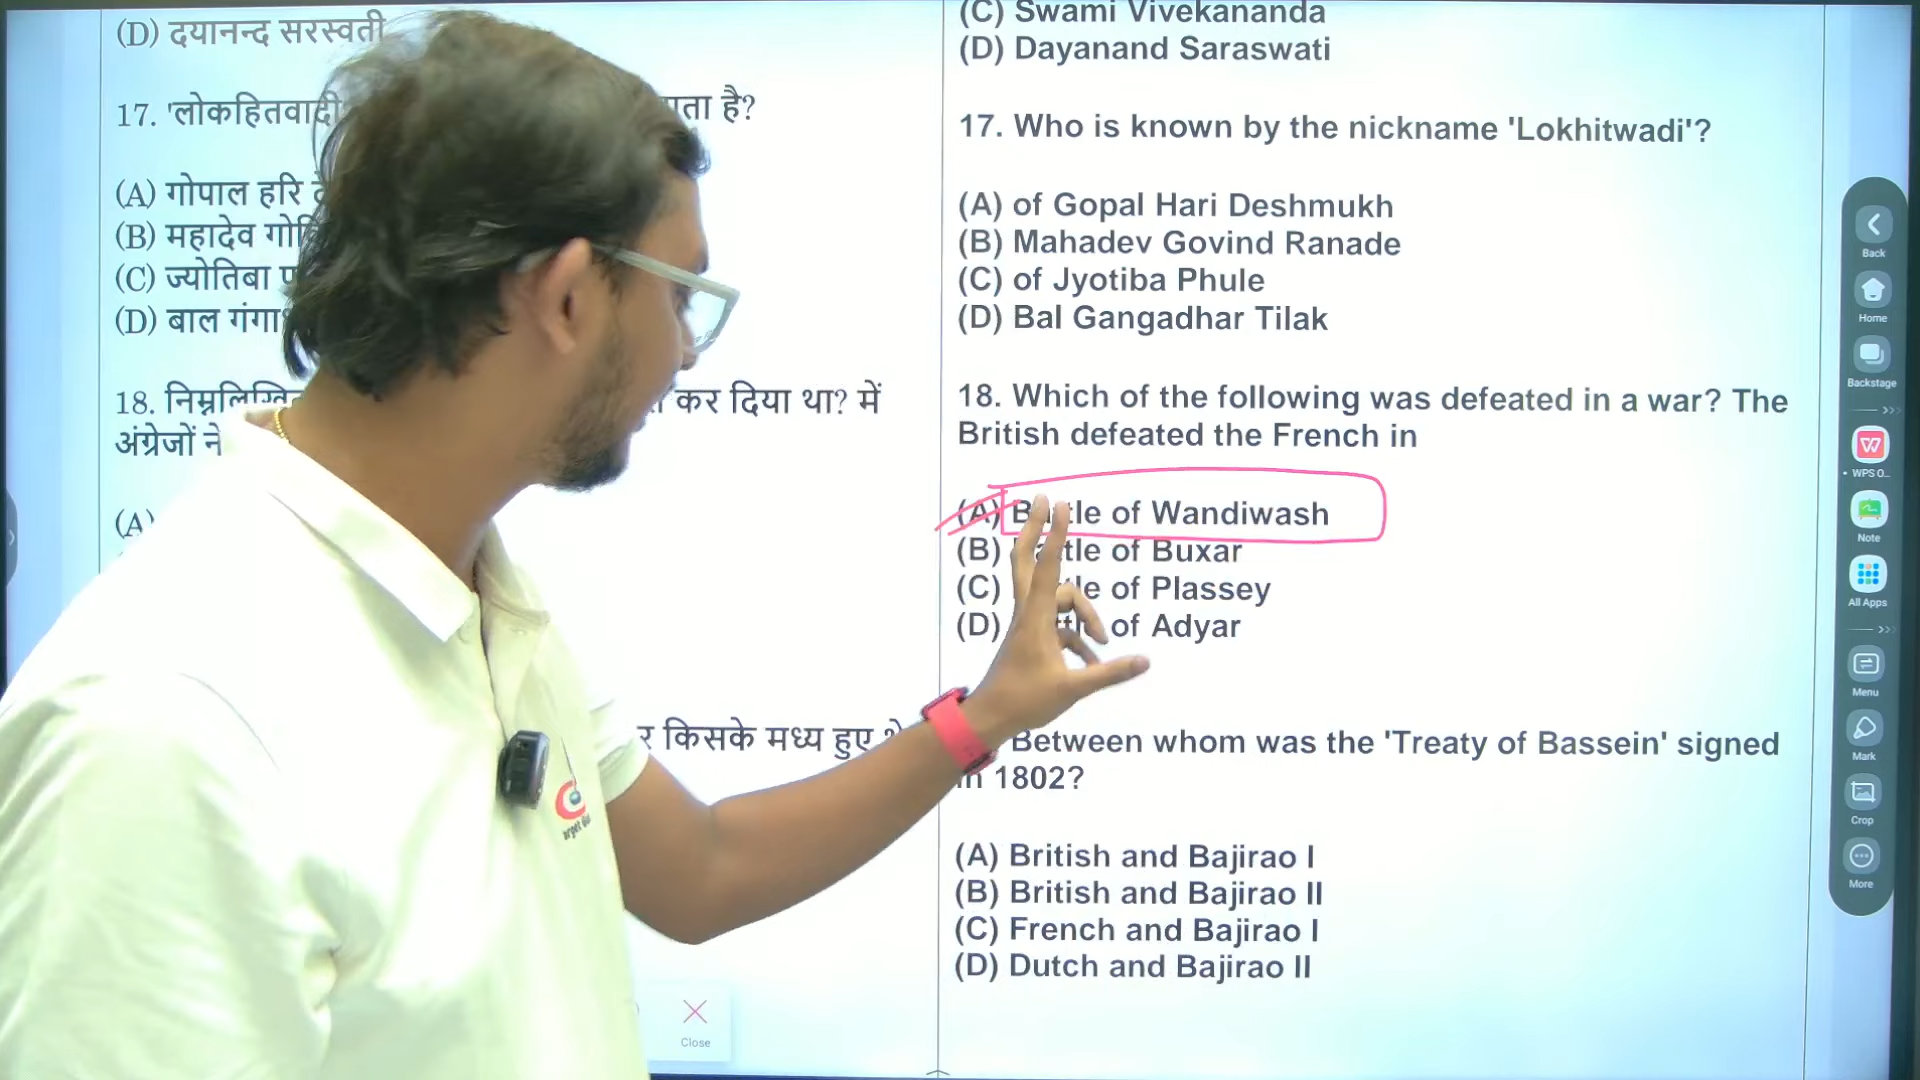 (D) दयानन्द सरस्वती
17. 'लोकहितवादी
है?
(A) गोपाल हरि
(B) महादेव
(C) ज्योतिबा
(D) बाल
18.
कर दिया था? में
अंग्रेजों ने
(A)
किसके मध्य हुए
(C) Swami Vivekananda
(D) Dayanand Saraswati
17. Who is known by the nickname 'Lokhitwadi'?
(A) of Gopal Hari Deshmukh
(B) Mahadev Govind Ranade
(C) of Jyotiba Phule
(D) Bal Gangadhar Tilak
18. Which of the following was defeated in a war? The
British defeated the French in
(A) Battle of Wandiwash
(B) Battle of Buxar
(C) of Plassey
(D) of Adyar
Between whom was the 'Treaty of Bassein' signed
in 1802?
(A) British and Bajirao I
(B) British and Bajirao II
(C) French and Bajirao I
(D) Dutch and Bajirao II
Back
Home
Backstage
WPS O...
Note
All Apps
Menu
Mark
Crop
More
Close